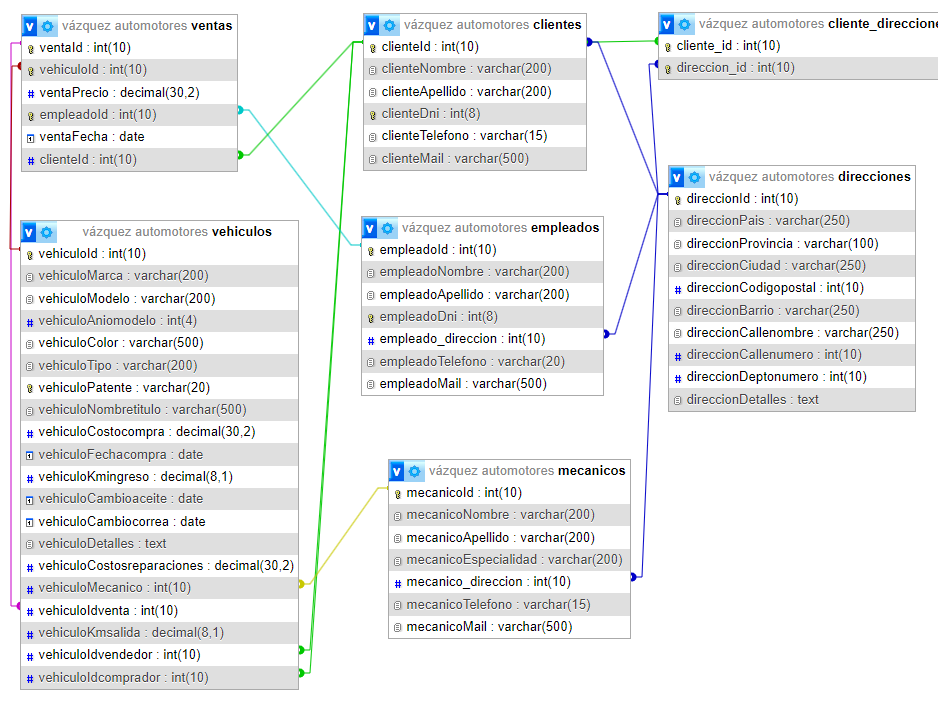 vázquez automotores ventas
ventaId : int(10)
vehiculoId : int(10)
ventaPrecio : decimal(30,2)
empleadoId : int(10)
ventaFecha : date
clienteId : int(10)
vázquez automotores clientes
clienteId : int(10)
clienteNombre : varchar(200)
clienteApellido : varchar(200)
clienteDni : int(8)
clienteTelefono : varchar(15)
clienteMail : varchar(500)
vázquez automotores cliente_direccione
cliente_id : int(10)
direccion_id : int(10)
vázquez automotores direcciones
direccionId : int(10)
direccionPais : varchar(250)
direccionProvincia : varchar(100)
direccionCiudad : varchar(250)
direccionCodigopostal : int(10)
direccionBarrio : varchar(250)
direccionCallenombre : varchar(250)
direccionCallenumero : int(10)
direccionDeptonumero : int(10)
direccionDetalles : text
vázquez automotores vehiculos
vehiculoId : int(10)
vehiculoMarca : varchar(200)
vehiculoModelo : varchar(200)
vehiculoAniomodelo : int(4)
vehiculoColor : varchar(500)
vehiculoTipo : varchar(200)
vehiculoPatente : varchar(20)
vehiculoNombretitulo : varchar(500)
vehiculoCostocompra : decimal(30,2)
vehiculoFechacompra : date
vehiculoKmingreso : decimal(8,1)
vehiculoCambioaceite : date
vehiculoCambiocorrea : date
vehiculoDetalles : text
vehiculoCostosreparaciones : decimal(30,2)
vehiculoMecanico : int(10)
vehiculoIdventa : int(10)
vehiculoKmsalida : decimal(8,1)
vehiculoIdvendedor : int(10)
vehiculoIdcomprador : int(10)
vázquez automotores empleados
empleadoId : int(10)
empleadoNombre : varchar(200)
empleadoApellido : varchar(200)
empleadoDni : int(8)
empleado_direccion : int(10)
empleadoTelefono : varchar(20)
empleadoMail : varchar(500)
vázquez automotores mecanicos
mecanicoId : int(10)
mecanicoNombre : varchar(200)
mecanicoApellido : varchar(200)
mecanicoEspecialidad : varchar(200)
mecanico_direccion : int(10)
mecanicoTelefono : varchar(15)
mecanicoMail : varchar(500)